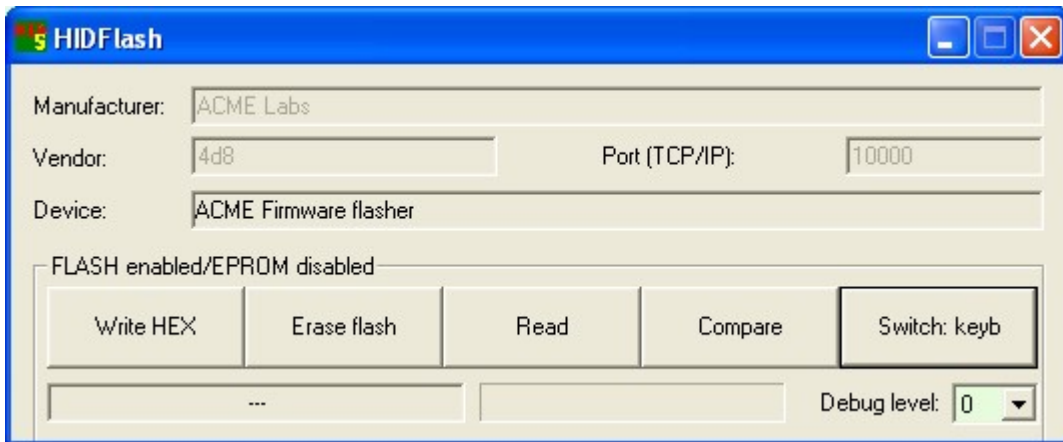 HIDFlash
Manufacturer: ACME Labs
Vendor: 4d8 Port (TCP/IP): 10000
Device: ACME Firmware flasher
FLASH enabled/EPROM disabled
Write HEX Erase flash Read Compare Switch: keyb
--- Debug level: 0